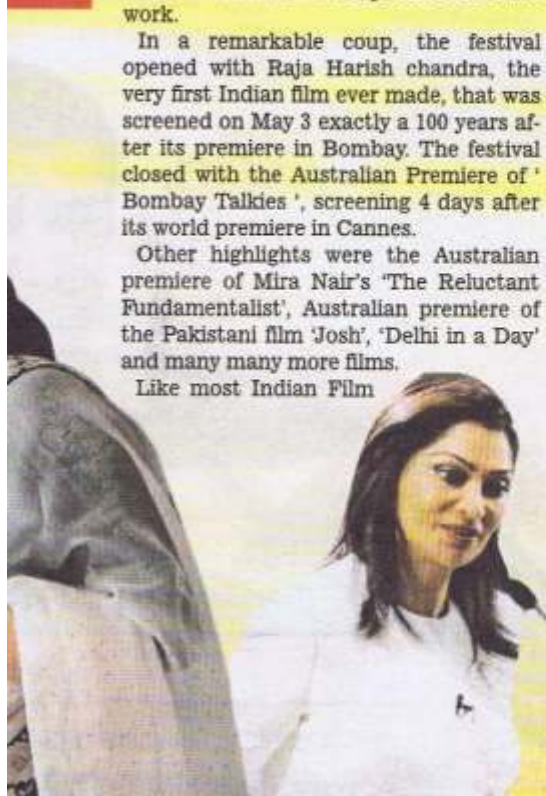 work.
In a remarkable coup, the festival
opened with Raja Harish chandra, the
very first Indian film ever made, that was
screened on May 3 exactly a 100 years af-
ter its premiere in Bombay. The festival
closed with the Australian Premiere of ‘
Bombay Talkies ’, screening 4 days after
its world premiere in Cannes.
Other highlights were the Australian
premiere of Mira Nair’s ‘The Reluctant
Fundamentalist’, Australian premiere of
the Pakistani film ‘Josh’, ‘Delhi in a Day’
and many many more films.
Like most Indian Film